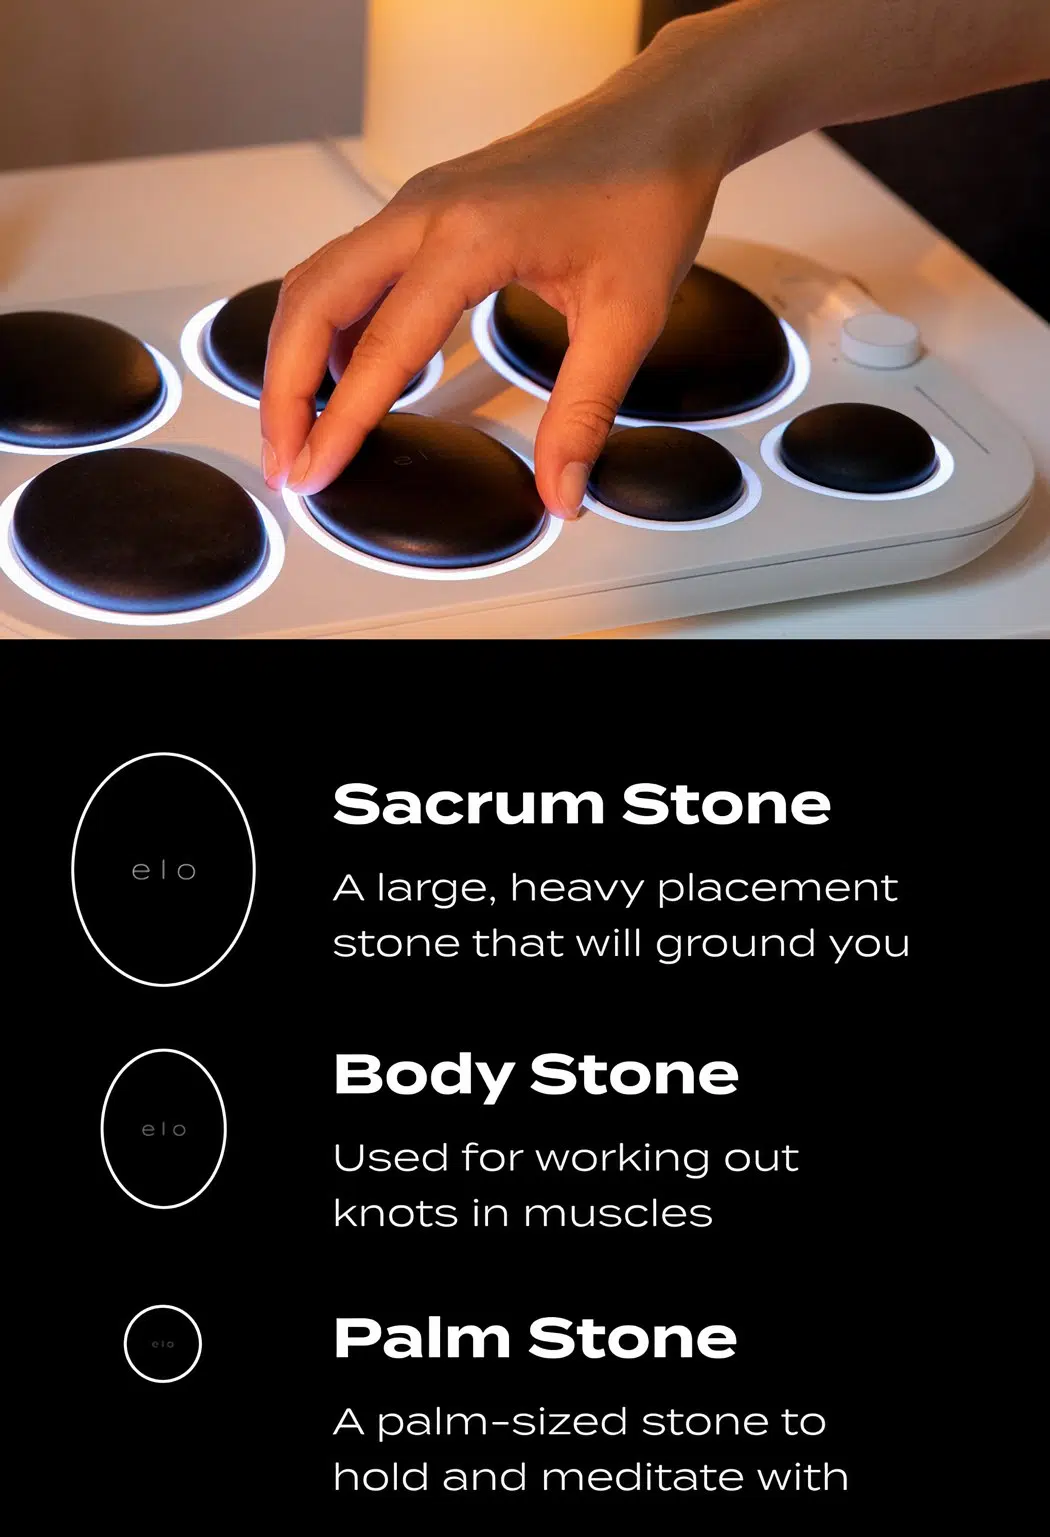 elo
Sacrum Stone
A large, heavy placement
stone that will ground you
elo
Body Stone
Used for working out
knots in muscles
elo
Palm Stone
A palm-sized stone to
hold and meditate with